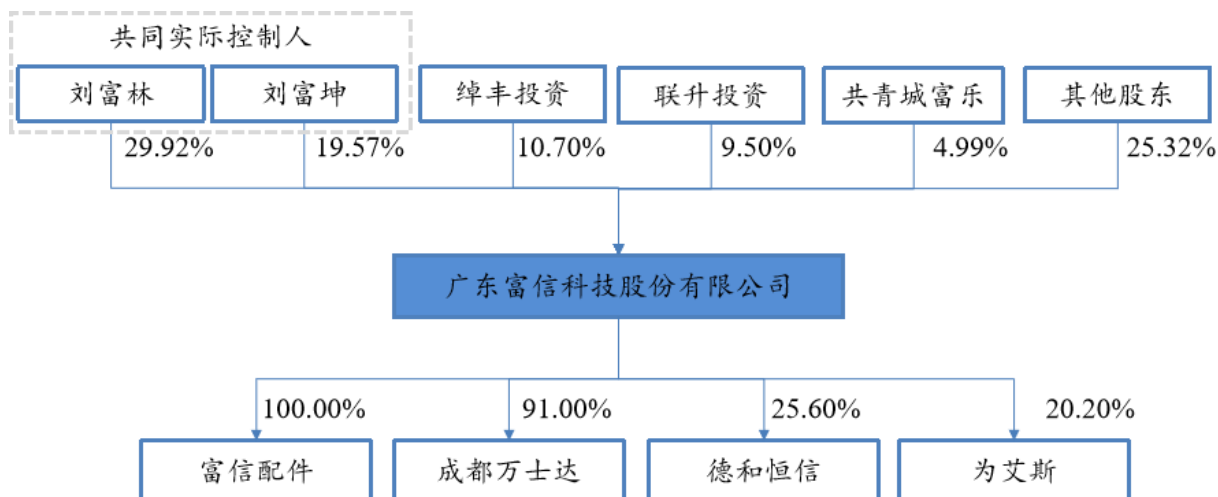 共同实际控制人
刘富林
刘富坤
绰丰投资
联升投资
共青城富乐
其他股东
29.92%
19.57%
10.70%
9.50%
4.99%
25.32%
广东富信科技股份有限公司
100.00%
91.00%
25.60%
20.20%
富信配件
成都万士达
德和恒信
为艾斯